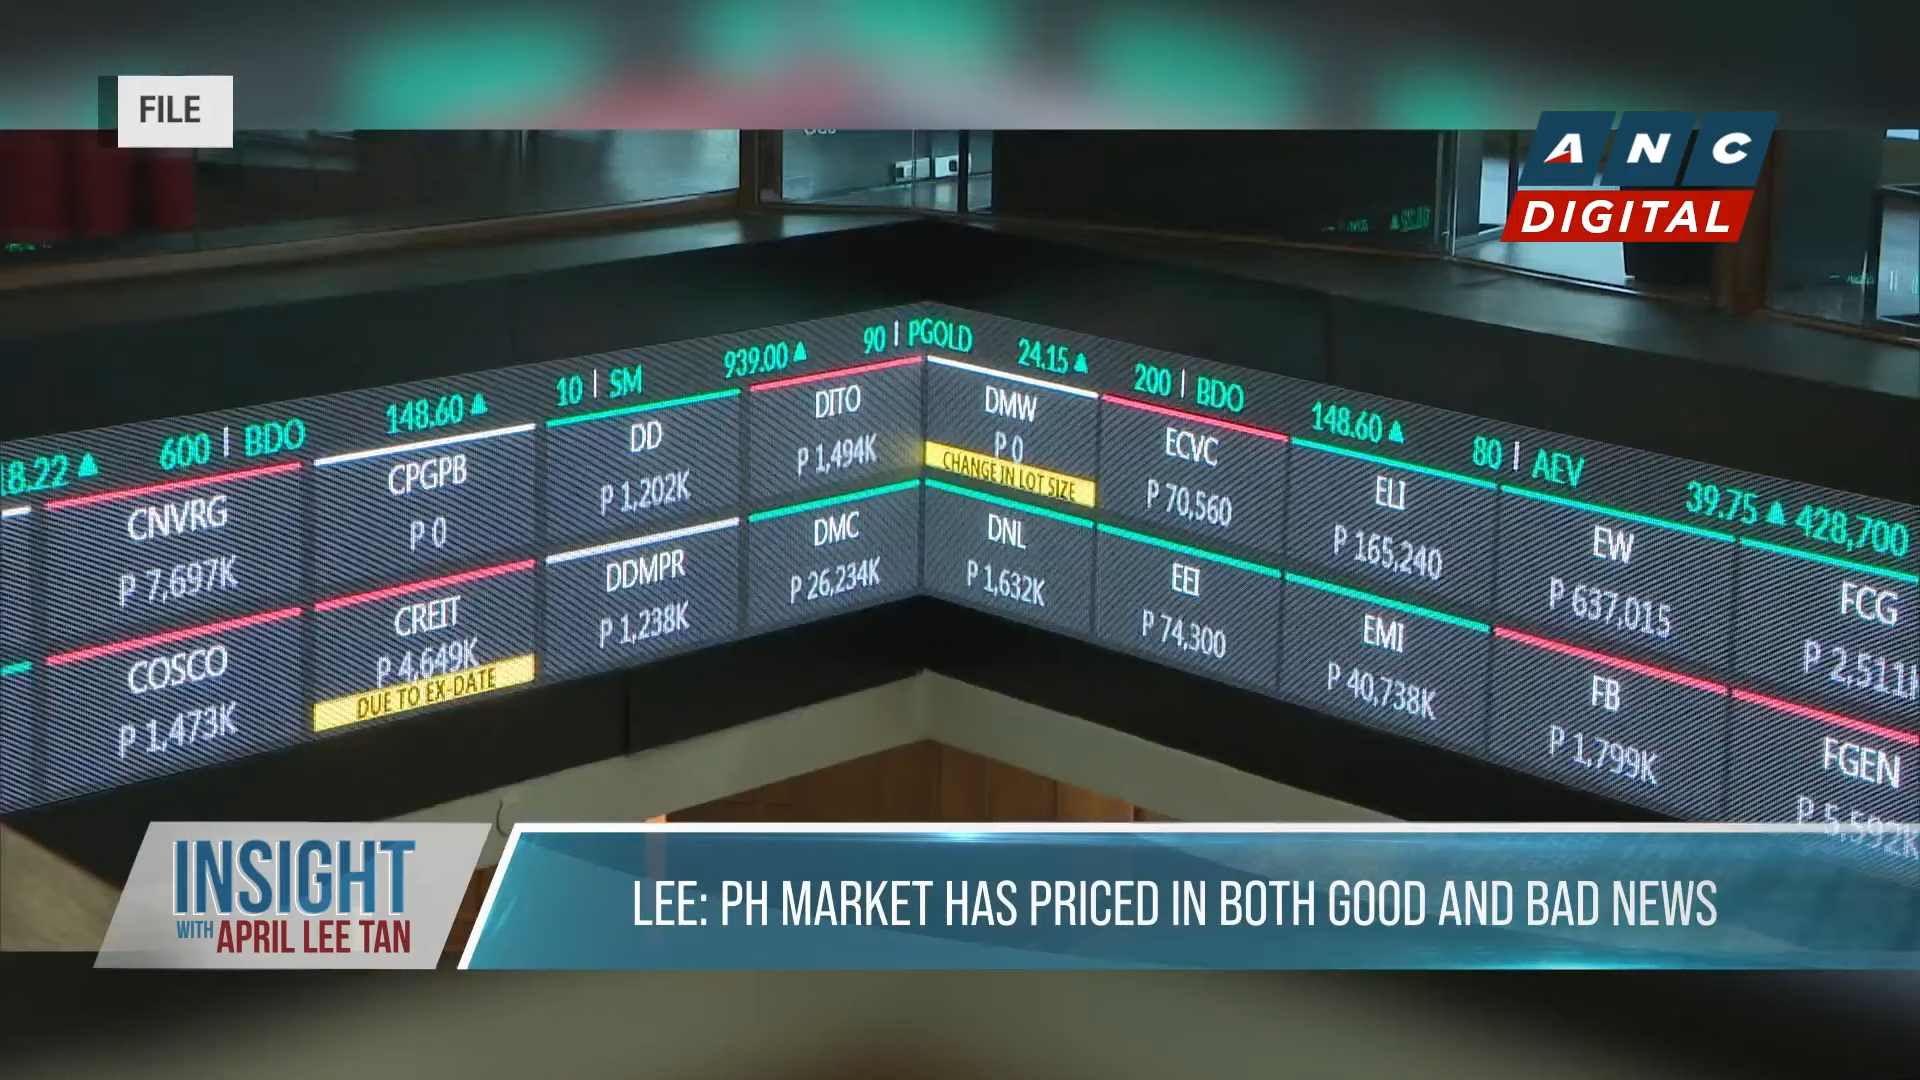 FILE
ANC
DIGITAL
18.22 ▲ 600 | BDO 148.60 ▲ 10 | SM 939.00 ▲ 90 | PGOLD 24.15 ▲ 200 | BDO 148.60 ▲ 80 | AEV 39.75 ▲ 428,700
CNVRG
P 7,697K
CPGPB
P 0
DD
P 1,202K
DITO
P 1,494K
DMW
P 0
CHANGE IN LOT SIZE
ECVC
P 70,560
ELI
P 165,240
EW
P 637,015
FCG
P 2,511
COSCO
P 1,473K
CREIT
P 4,649K
DUE TO EX-DATE
DDMPR
P 1,238K
DMC
P 26,234K
DNL
P 1,632K
EEI
P 74,300
EMI
P 40,738K
FB
P 1,799K
FGEN
P 5,592K
INSIGHT
WITH APRIL LEE TAN
LEE: PH MARKET HAS PRICED IN BOTH GOOD AND BAD NEWS